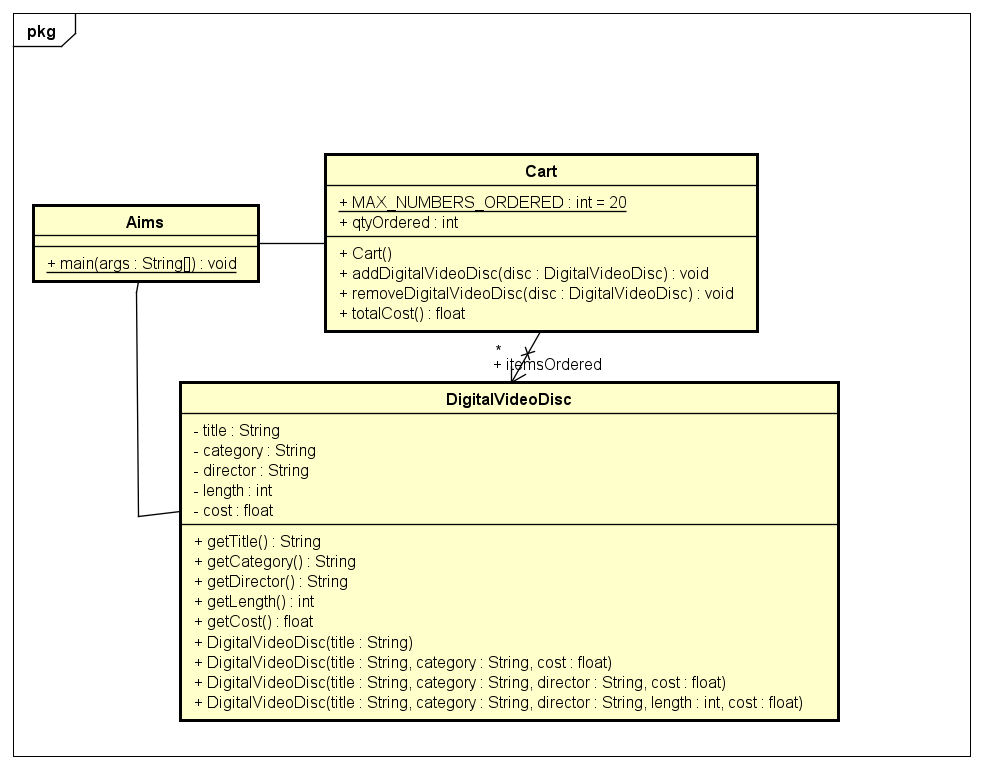 pkg
Cart
+ MAX_NUMBERS_ORDERED : int = 20
+ qtyOrdered : int
+ Cart()
+ addDigitalVideoDisc(disc : DigitalVideoDisc) : void
+ removeDigitalVideoDisc(disc : DigitalVideoDisc) : void
+ totalCost() : float
Aims
+ main(args : String[]) : void
*
+ itemsOrdered
DigitalVideoDisc
- title : String
- category : String
- director : String
- length : int
- cost : float
+ getTitle() : String
+ getCategory() : String
+ getDirector() : String
+ getLength() : int
+ getCost() : float
+ DigitalVideoDisc(title : String)
+ DigitalVideoDisc(title : String, category : String, cost : float)
+ DigitalVideoDisc(title : String, category : String, director : String, cost : float)
+ DigitalVideoDisc(title : String, category : String, director : String, length : int, cost : float)